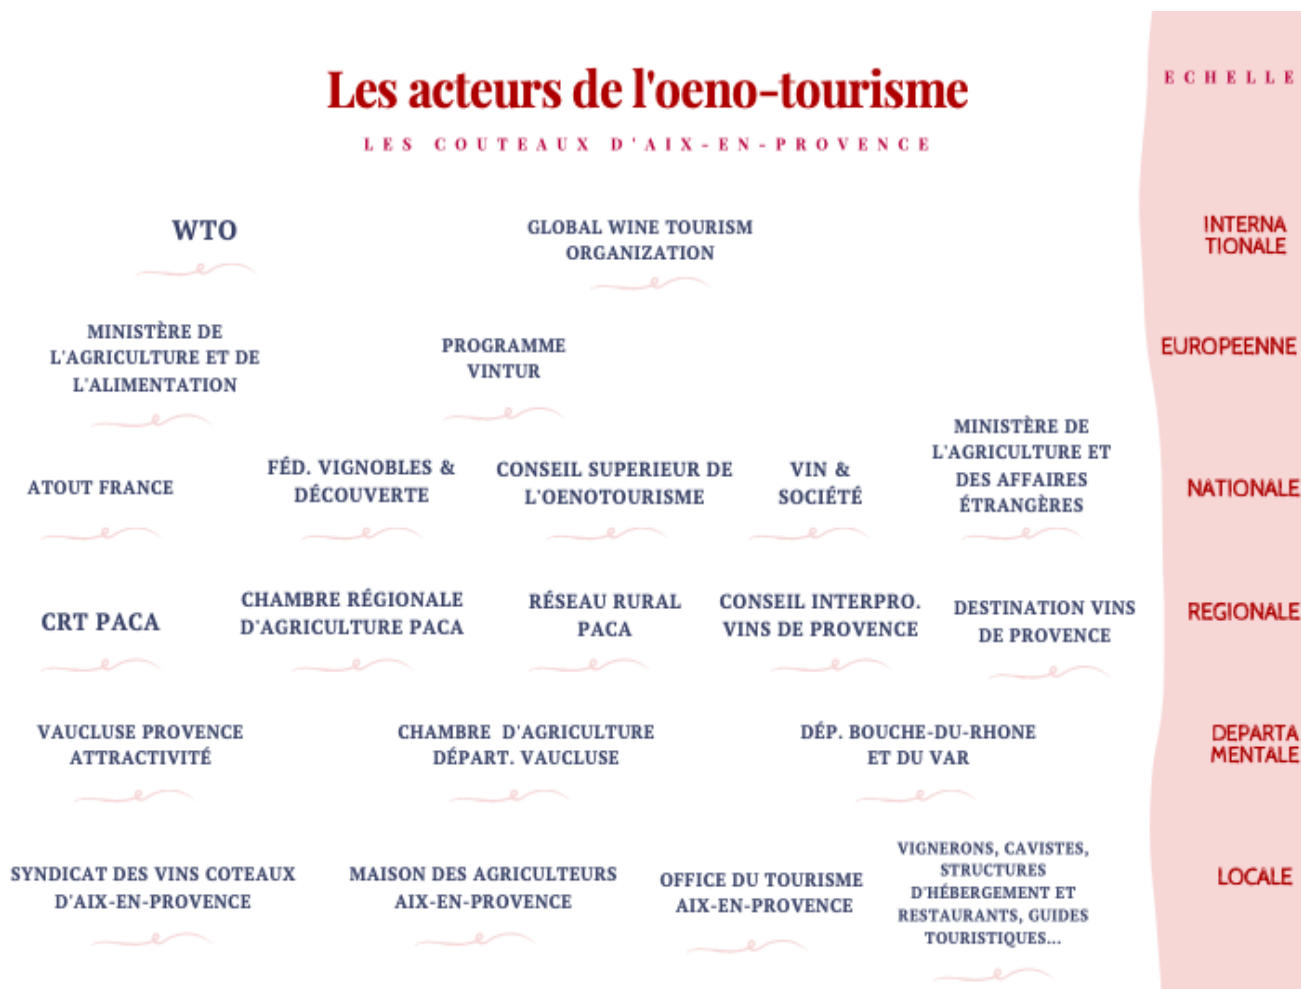 Les acteurs de l'oeno-tourisme
LES COUTEAUX D'AIX-EN-PROVENCE
ECHELLE
WTO
GLOBAL WINE TOURISM
ORGANIZATION
INTERNA
TIONALE
MINISTÈRE DE
L'AGRICULTURE ET DE
L'ALIMENTATION
PROGRAMME
VINTUR
EUROPEENNE
ATOUT FRANCE
FÉD. VIGNOBLES &
DÉCOUVERTE
CONSEIL SUPERIEUR DE
L'OENOTOURISME
VIN &
SOCIÉTÉ
MINISTÈRE DE
L'AGRICULTURE ET
DES AFFAIRES
ÉTRANGÈRES
NATIONALE
CRT PACA
CHAMBRE RÉGIONALE
D'AGRICULTURE PACA
RÉSEAU RURAL
PACA
CONSEIL INTERPRO.
VINS DE PROVENCE
DESTINATION VINS
DE PROVENCE
REGIONALE
VAUCLUSE PROVENCE
ATTRACTIVITÉ
CHAMBRE D'AGRICULTURE
DÉPART. VAUCLUSE
DÉP. BOUCHE-DU-RHONE
ET DU VAR
DEPARTA
MENTALE
SYNDICAT DES VINS COTEAUX
D'AIX-EN-PROVENCE
MAISON DES AGRICULTEURS
AIX-EN-PROVENCE
OFFICE DU TOURISME
AIX-EN-PROVENCE
VIGNERONS, CAVISTES,
STRUCTURES
D'HÉBERGEMENT ET
RESTAURANTS, GUIDES
TOURISTIQUES...
LOCALE